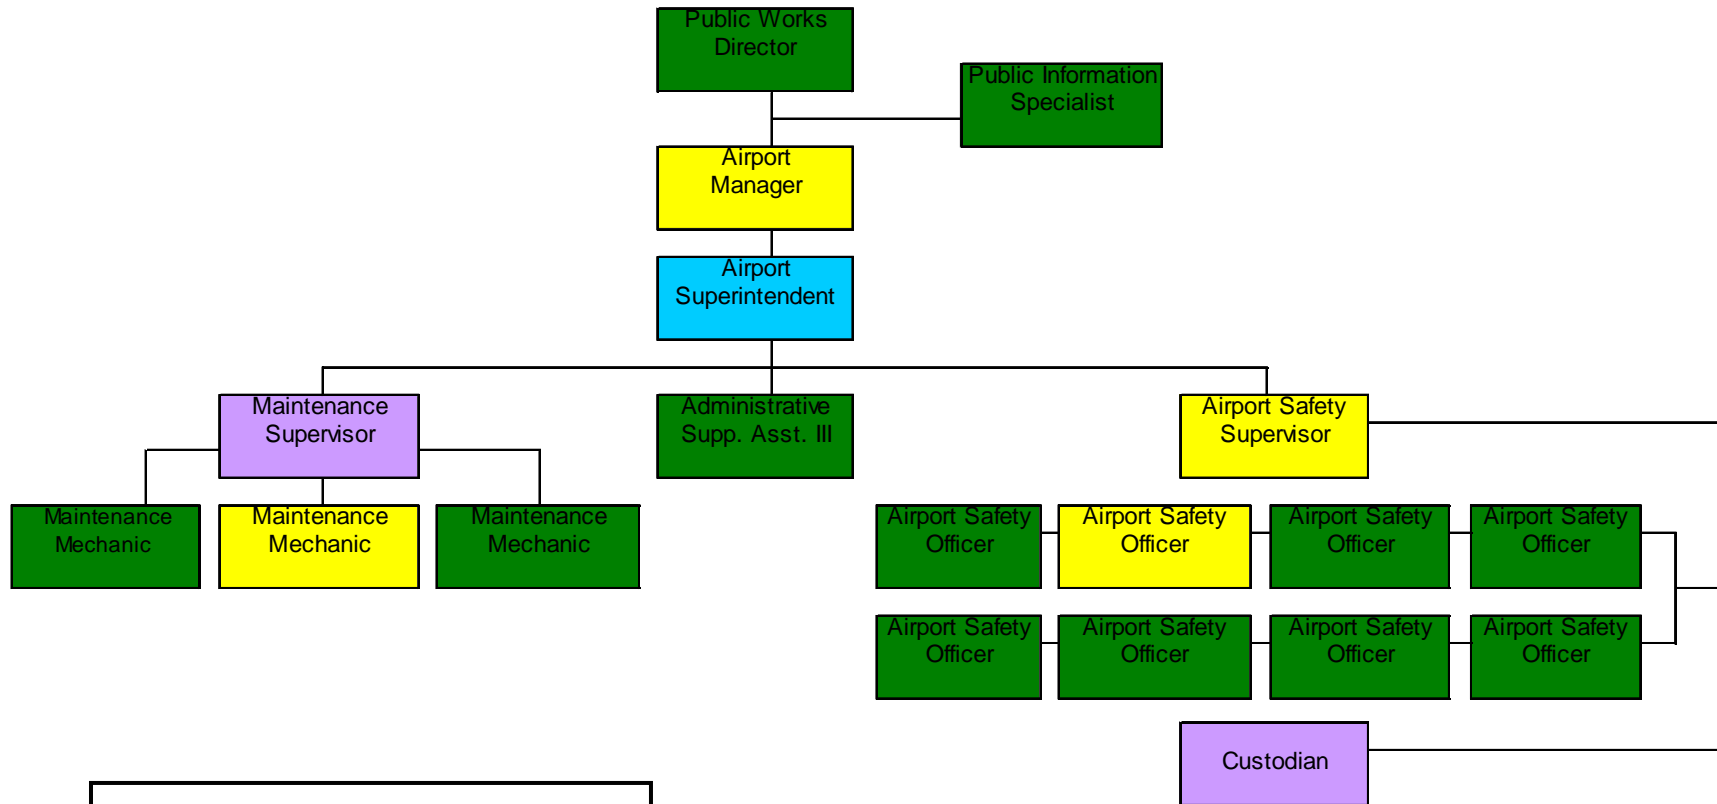 Public Works
Director
Public Information
Specialist
Airport
Manager
Airport
Superintendent
Maintenance
Supervisor
Administrative
Supp. Asst. III
Airport Safety
Supervisor
Maintenance
Mechanic
Maintenance
Mechanic
Maintenance
Mechanic
Airport Safety
Officer
Airport Safety
Officer
Airport Safety
Officer
Airport Safety
Officer
Airport Safety
Officer
Airport Safety
Officer
Airport Safety
Officer
Airport Safety
Officer
Custodian